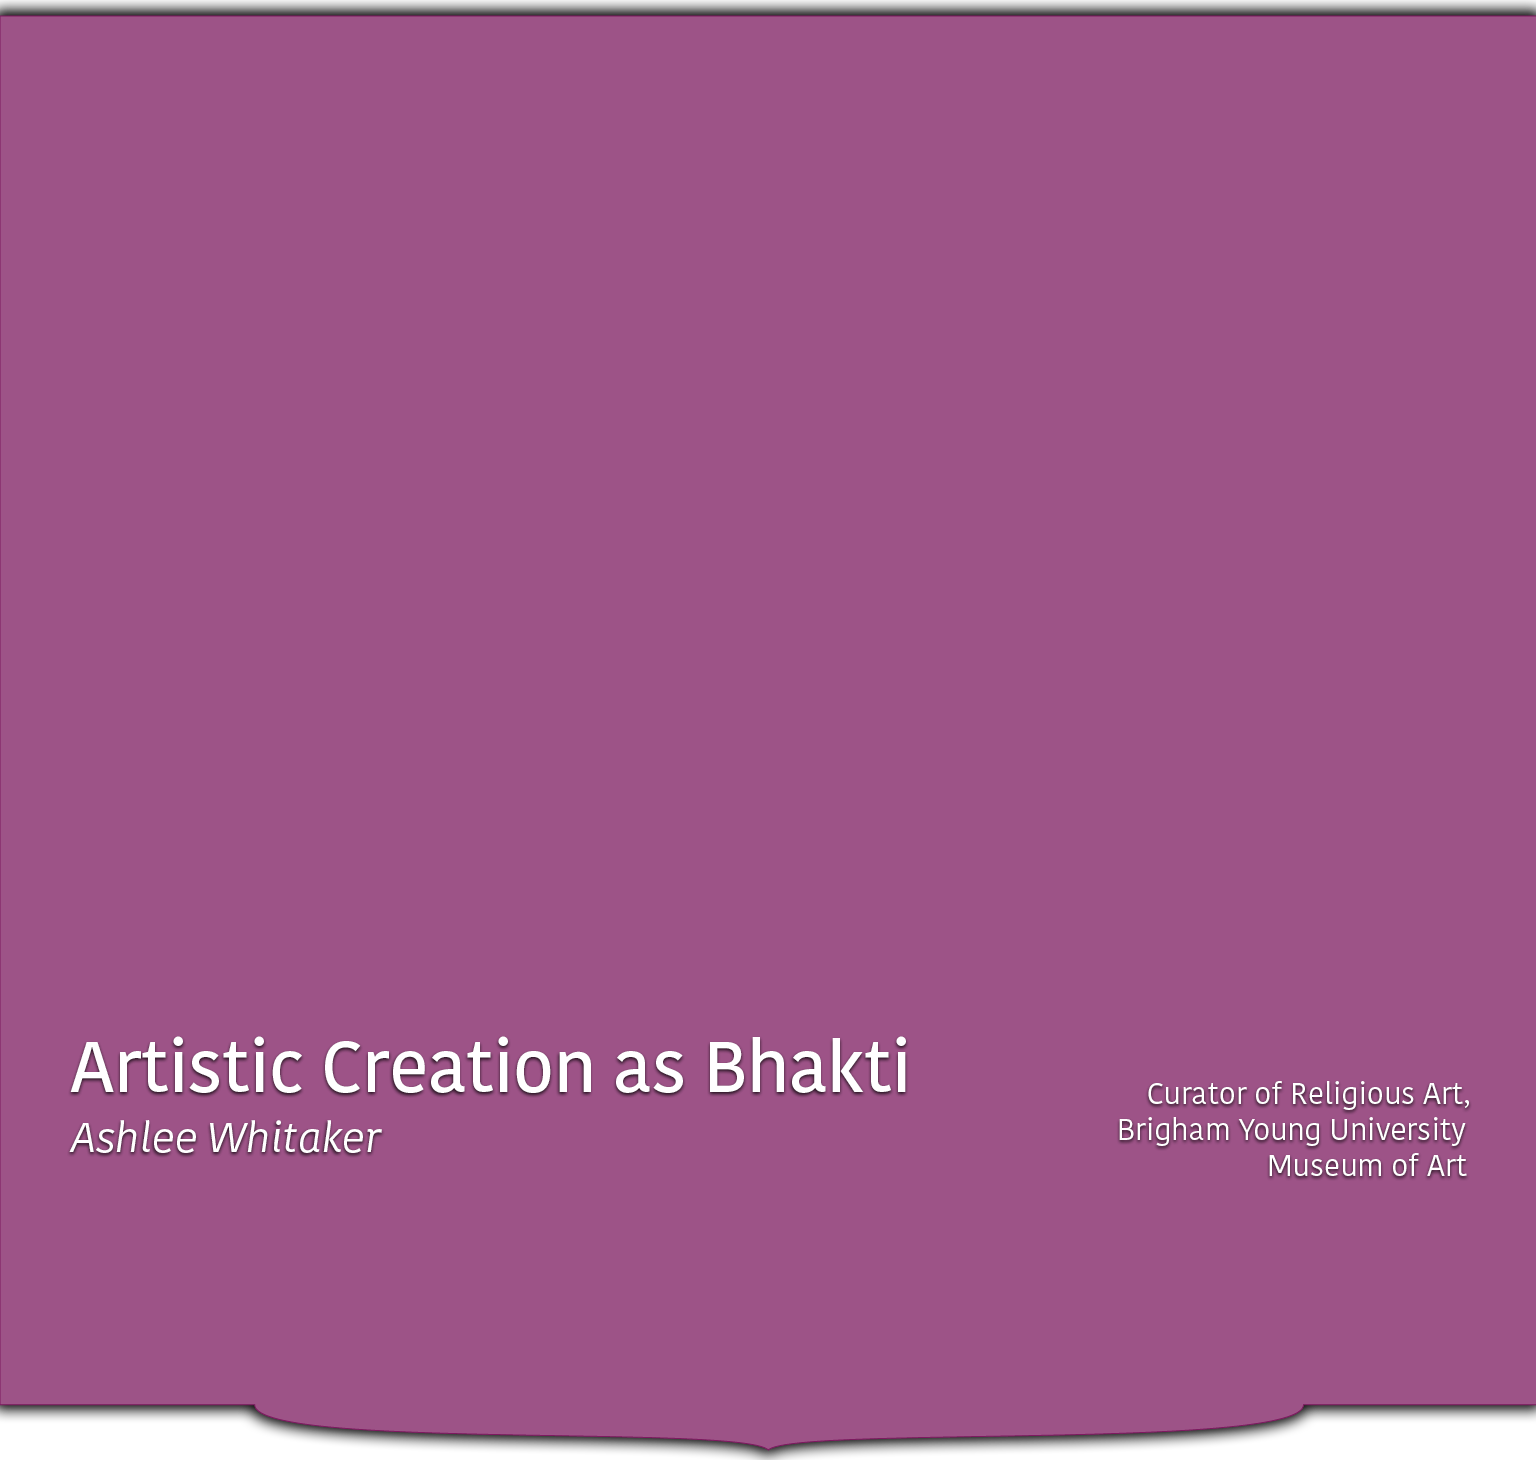 Artistic Creation as Bhakti
Ashlee Whitaker
Curator of Religious Art,
Brigham Young University
Museum of Art